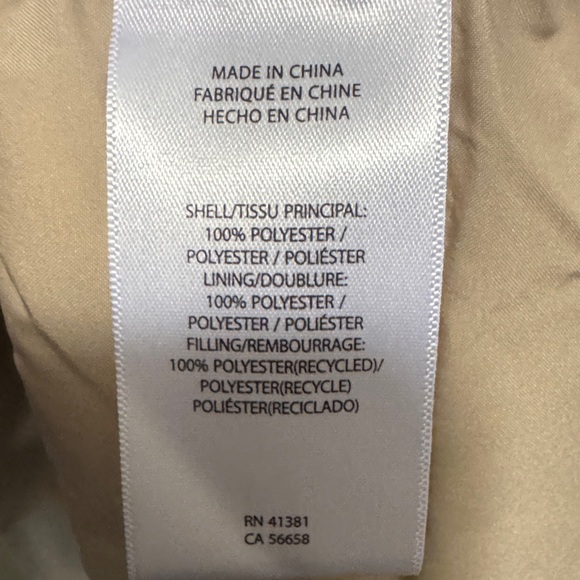 MADE IN CHINA
FABRIQUÉ EN CHINE
HECHO EN CHINA
SHELL/TISSU PRINCIPAL:
100% POLYESTER /
POLYESTER / POLIÉSTER
LINING/DOUBLURE:
100% POLYESTER /
POLYESTER / POLIÉSTER
FILLING/REMBOURRAGE:
100% POLYESTER(RECYCLED)/
POLYESTER(RECYCLE)
POLIÉSTER(RECICLADO)
RN 41381
CA 56658